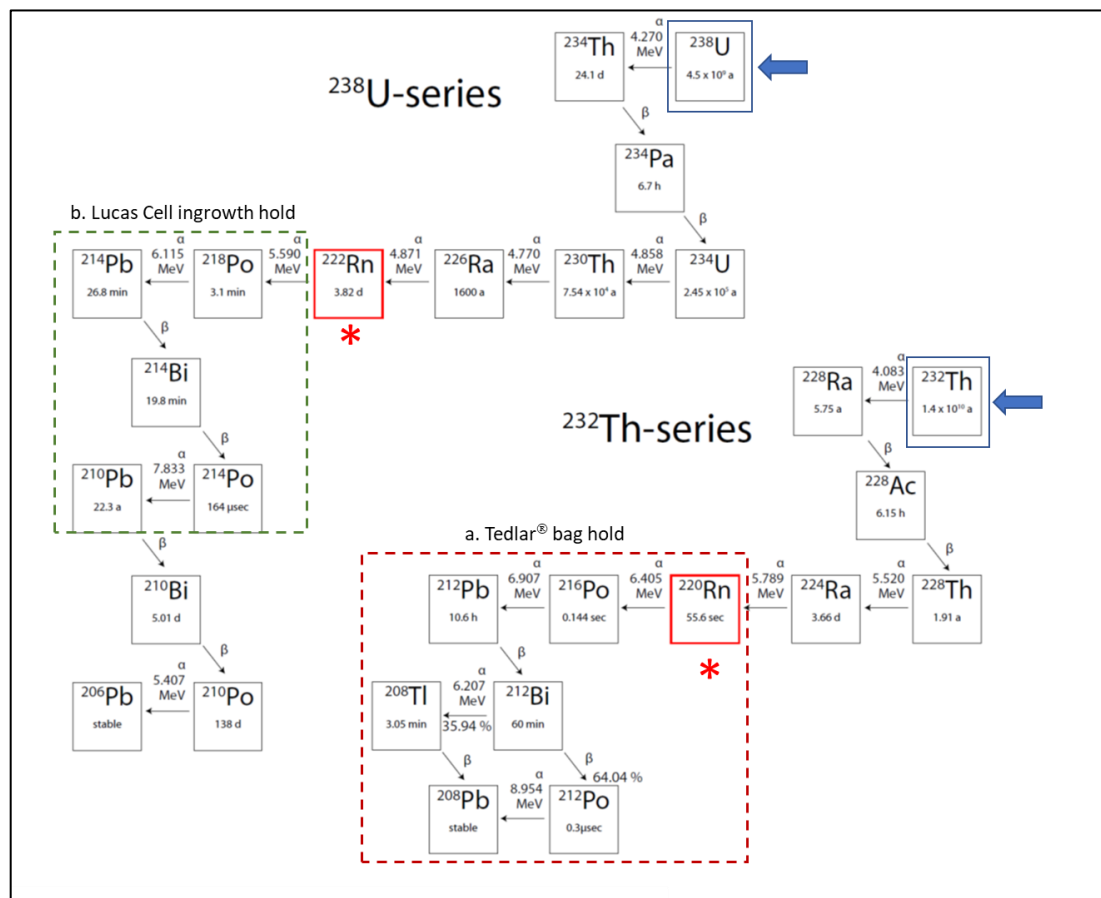 ²³⁸U-series
²³⁴Th
24.1 d
α
4.270
MeV
²³⁸U
4.5 x 10⁹ a
β
²³⁴Pa
6.7 h
β
b. Lucas Cell ingrowth hold
²¹⁴Pb
26.8 min
α
6.115
MeV
²¹⁸Po
3.1 min
α
5.590
MeV
²²²Rn
3.82 d
*
α
4.871
MeV
²²⁶Ra
1600 a
α
4.770
MeV
²³⁰Th
7.54 x 10⁴ a
α
4.858
MeV
²³⁴U
2.45 x 10⁵ a
β
²¹⁴Bi
19.8 min
β
²¹⁰Pb
22.3 a
α
7.833
MeV
²¹⁴Po
164 μsec
β
²¹⁰Bi
5.01 d
β
²⁰⁶Pb
stable
α
5.407
MeV
²¹⁰Po
138 d
²³²Th-series
²²⁸Ra
5.75 a
α
4.083
MeV
²³²Th
1.4 x 10¹⁰ a
β
²²⁸Ac
6.15 h
β
a. Tedlar® bag hold
²¹²Pb
10.6 h
α
6.907
MeV
²¹⁶Po
0.144 sec
α
6.405
MeV
²²⁰Rn
55.6 sec
*
α
5.789
MeV
²²⁴Ra
3.66 d
α
5.520
MeV
²²⁸Th
1.91 a
β
²⁰⁸Tl
3.05 min
α
6.207
MeV
35.94 %
²¹²Bi
60 min
β
β
64.04 %
²⁰⁸Pb
stable
α
8.954
MeV
²¹²Po
0.3μsec